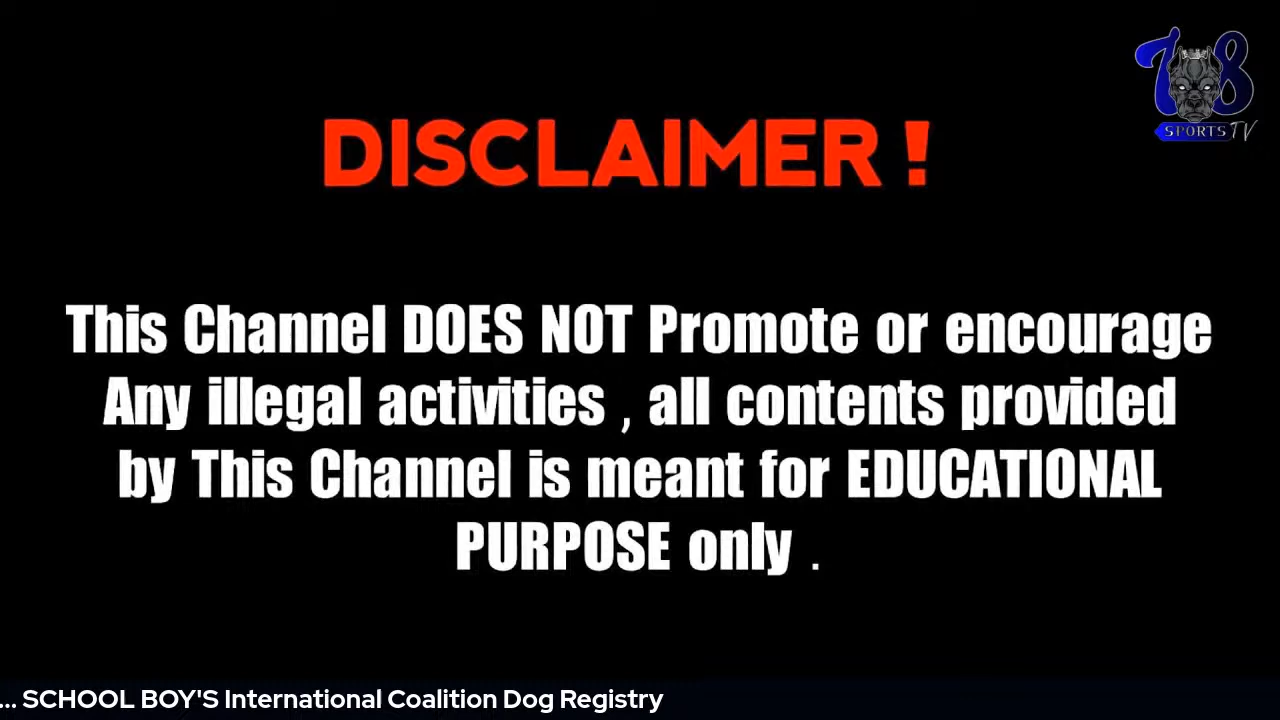 718
SPORTS TV
DISCLAIMER !
This Channel DOES NOT Promote or encourage
Any illegal activities , all contents provided
by This Channel is meant for EDUCATIONAL
PURPOSE only .
... SCHOOL BOY'S International Coalition Dog Registry